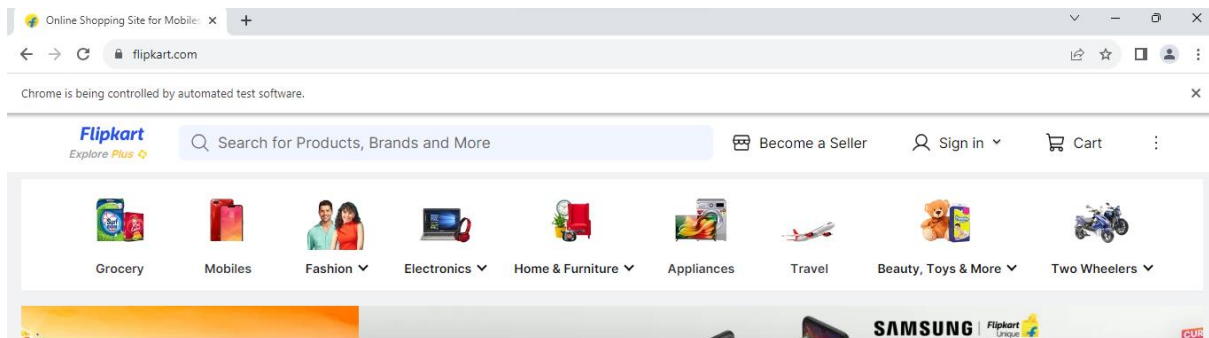 Online Shopping Site for Mobiles
flipkart.com
Chrome is being controlled by automated test software.
Flipkart
Explore Plus
Search for Products, Brands and More
Become a Seller
Sign in
Cart
Grocery
Mobiles
Fashion
Electronics
Home & Furniture
Appliances
Travel
Beauty, Toys & More
Two Wheelers
SAMSUNG
Flipkart
Unique
CUR